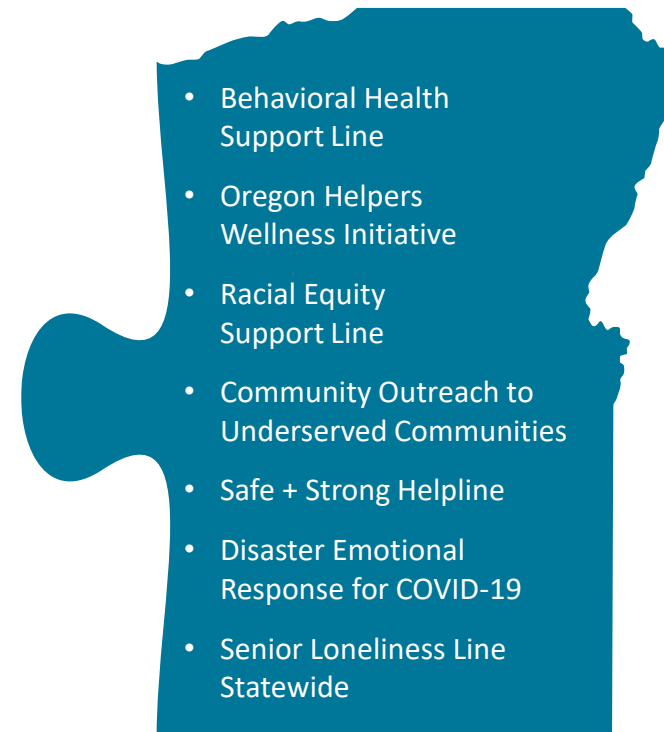 • Behavioral Health
Support Line
• Oregon Helpers
Wellness Initiative
• Racial Equity
Support Line
• Community Outreach to
Underserved Communities
• Safe + Strong Helpline
• Disaster Emotional
Response for COVID-19
• Senior Loneliness Line
Statewide